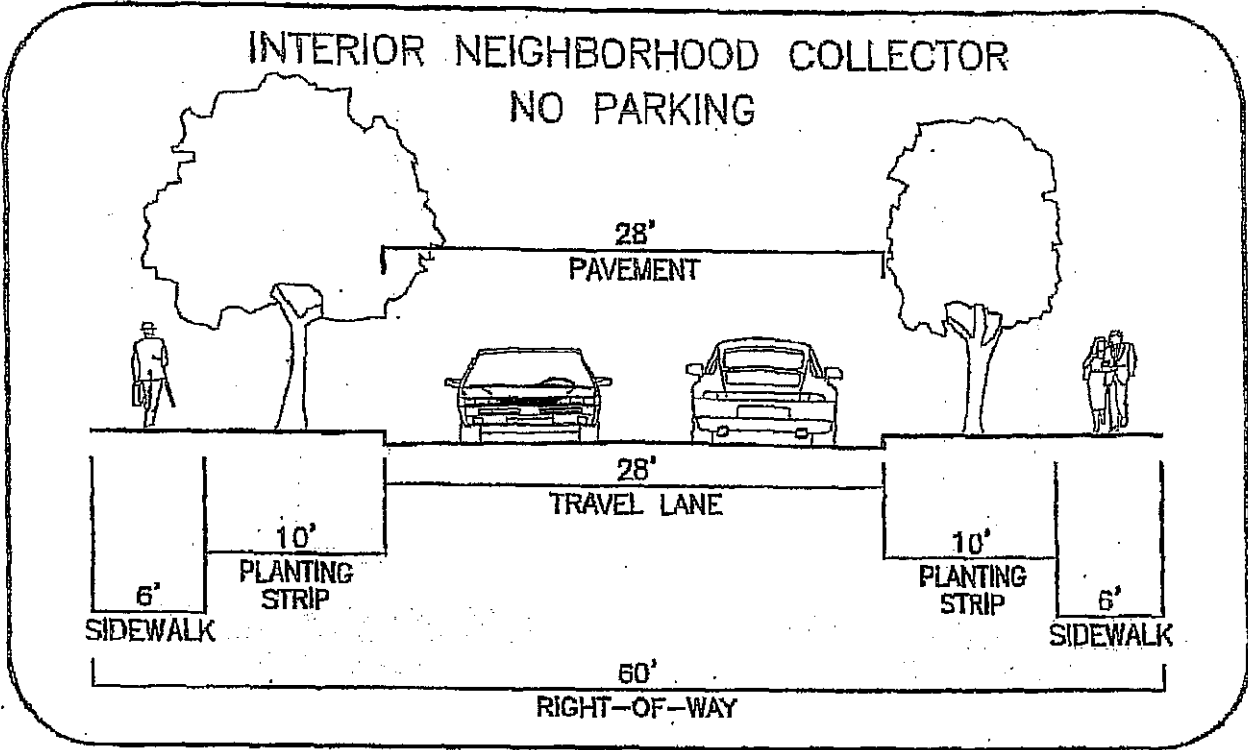 INTERIOR NEIGHBORHOOD COLLECTOR
NO PARKING
28'
PAVEMENT
28'
TRAVEL LANE
10'
PLANTING
STRIP
10'
PLANTING
STRIP
6'
SIDEWALK
6'
SIDEWALK
60'
RIGHT-OF-WAY